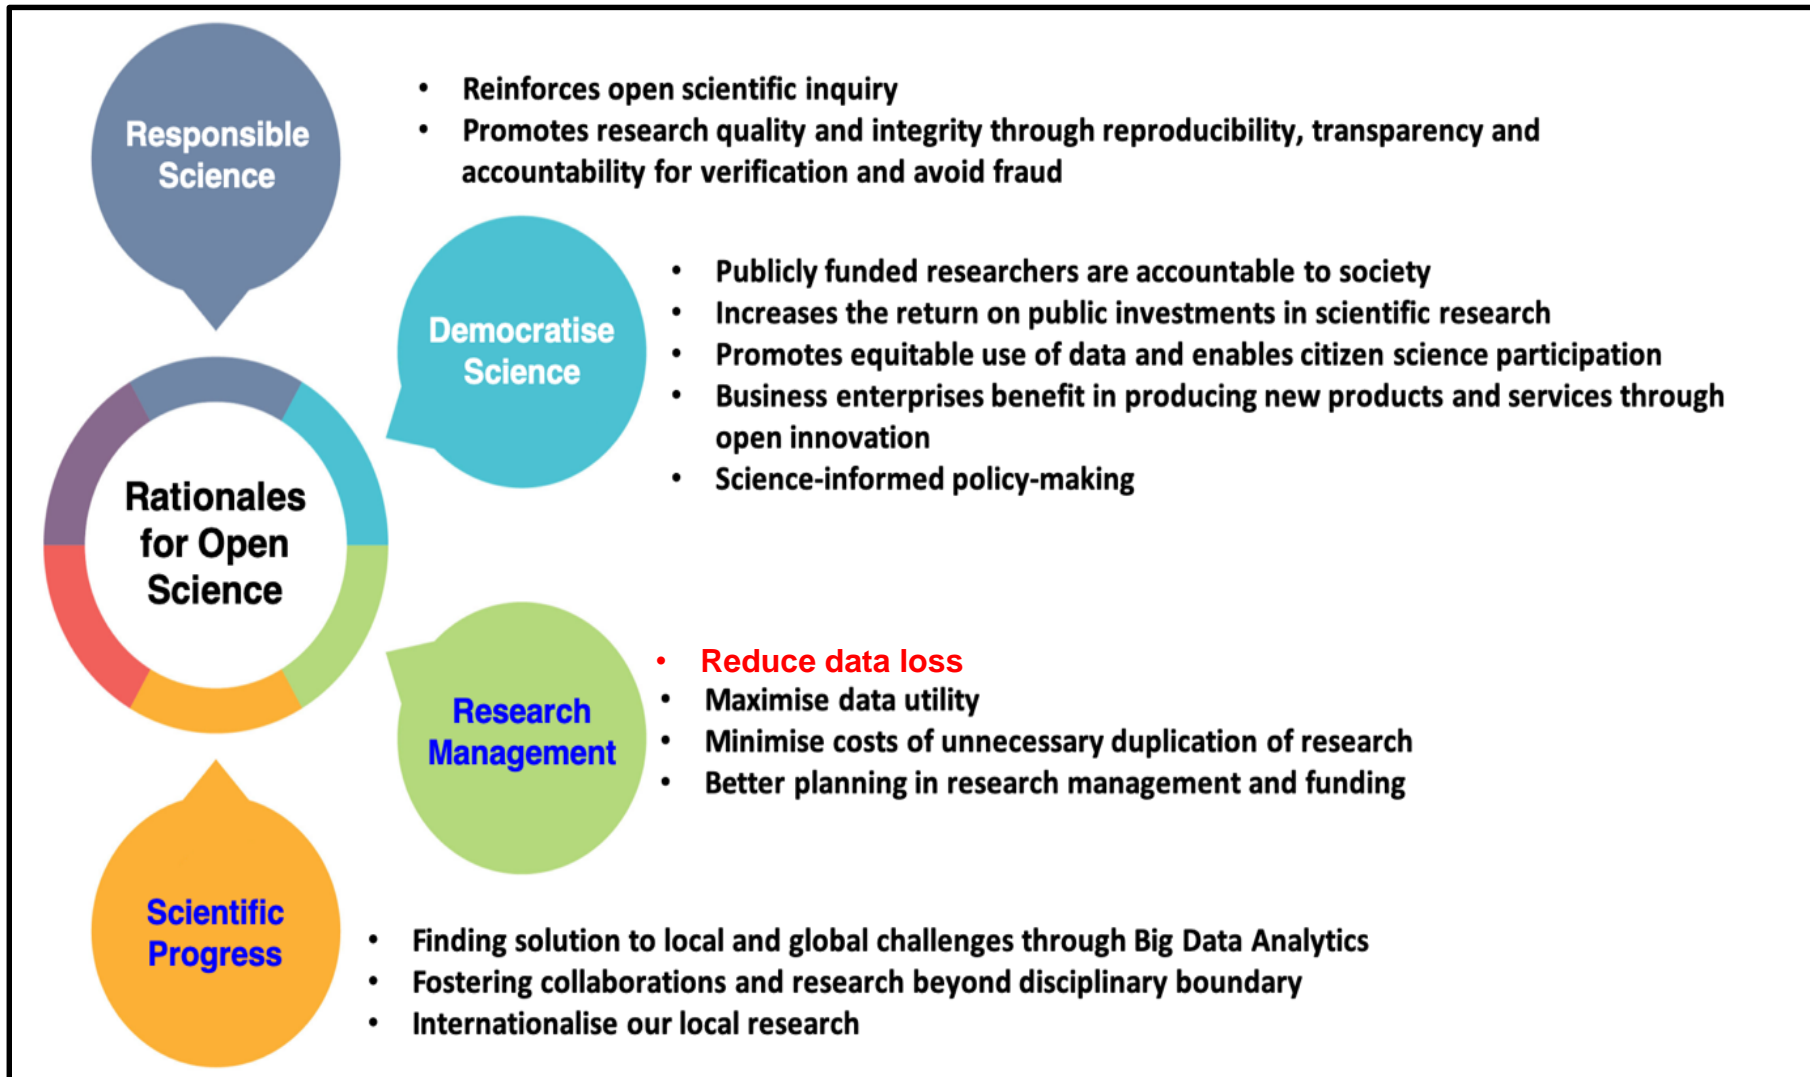 Responsible
Science
• Reinforces open scientific inquiry
• Promotes research quality and integrity through reproducibility, transparency and
accountability for verification and avoid fraud
Democratise
Science
• Publicly funded researchers are accountable to society
• Increases the return on public investments in scientific research
• Promotes equitable use of data and enables citizen science participation
• Business enterprises benefit in producing new products and services through
open innovation
• Science-informed policy-making
Rationales
for Open
Science
Research
Management
• Reduce data loss
• Maximise data utility
• Minimise costs of unnecessary duplication of research
• Better planning in research management and funding
Scientific
Progress
• Finding solution to local and global challenges through Big Data Analytics
• Fostering collaborations and research beyond disciplinary boundary
• Internationalise our local research